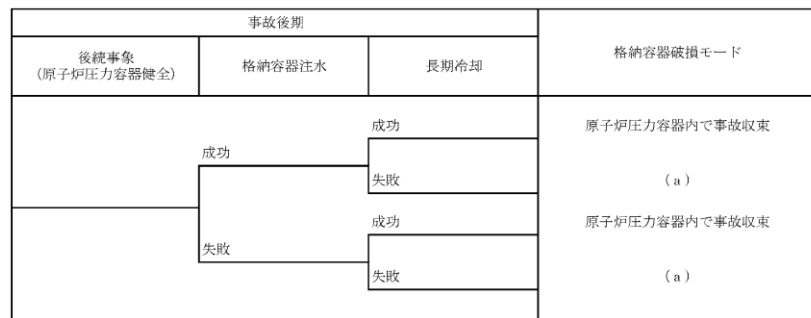 事故後期
後続事象
(原子炉圧力容器健全)
格納容器注水
長期冷却
格納容器破損モード
成功
原子炉圧力容器内で事故収束
成功
失敗
( a )
成功
原子炉圧力容器内で事故収束
失敗
失敗
( a )